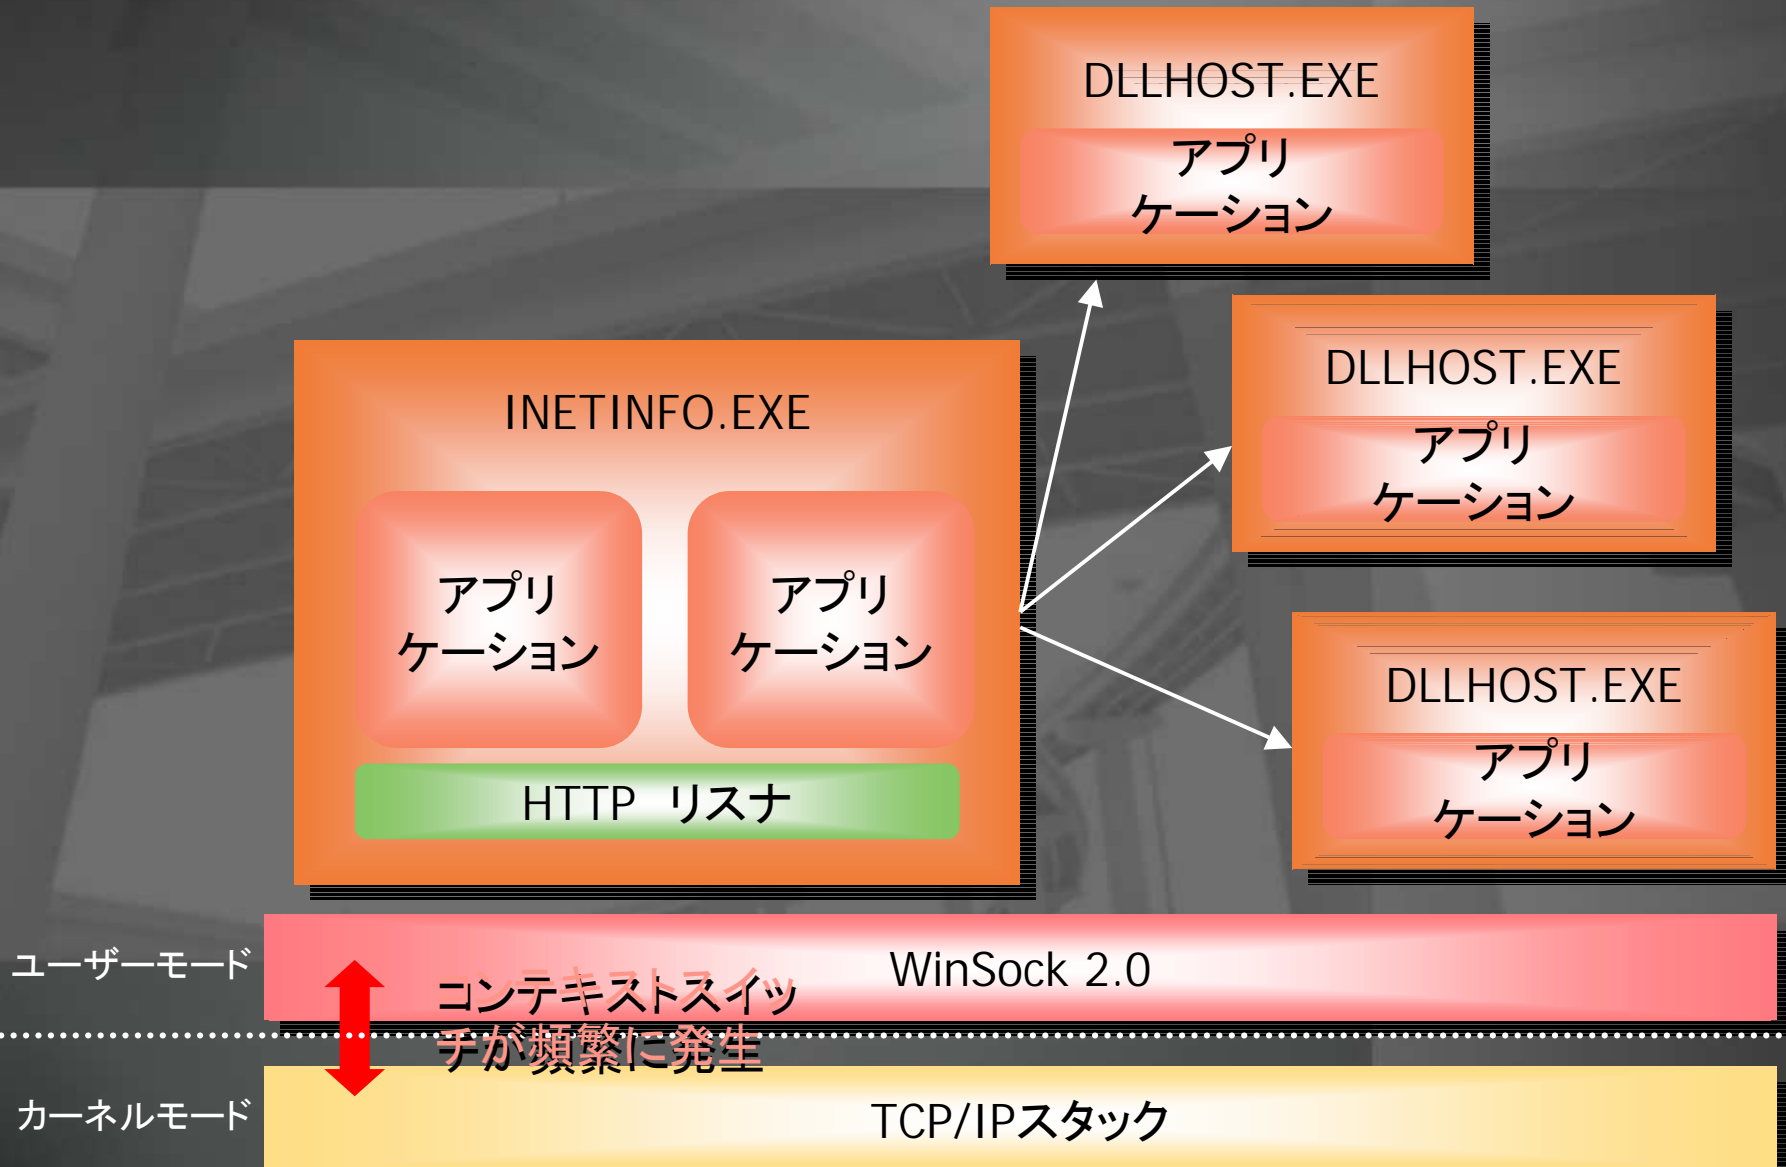 DLLHOST.EXE
アプリ
ケーション
DLLHOST.EXE
アプリ
ケーション
INETINFO.EXE
アプリ
ケーション
アプリ
ケーション
DLLHOST.EXE
アプリ
ケーション
HTTP　リスナ
ユーザーモード
WinSock 2.0
コンテキストスイッ
チが頻繁に発生
カーネルモード
TCP/IPスタック